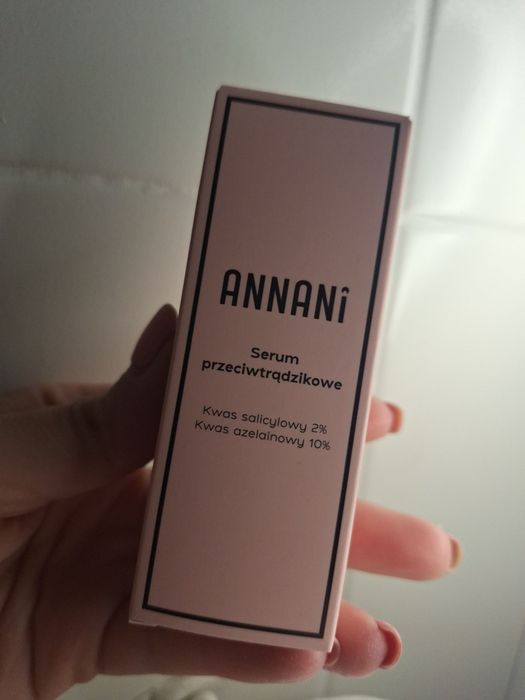 ANNANi
Serum
przeciwtrądzikowe
Kwas salicylowy 2%
Kwas azelainowy 10%